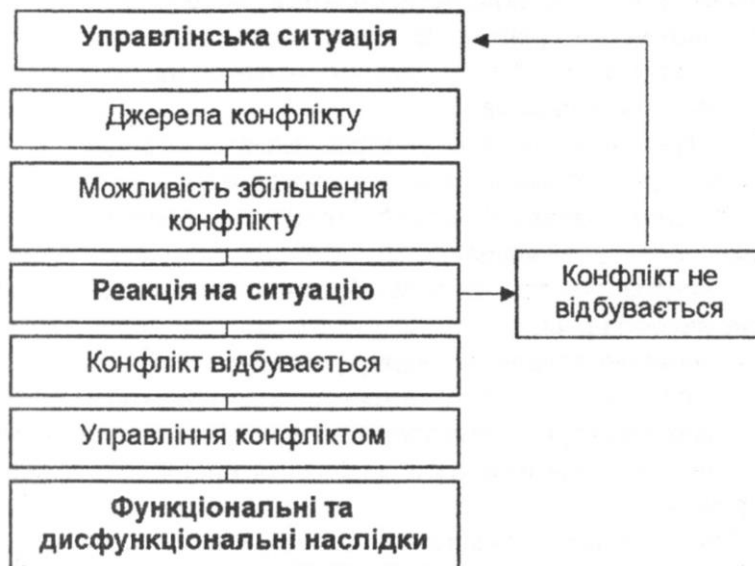 Управлінська ситуація
Джерела конфлікту
Можливість збільшення
конфлікту
Реакція на ситуацію
Конфлікт не
відбувається
Конфлікт відбувається
Управління конфліктом
Функціональні та
дисфункціональні наслідки